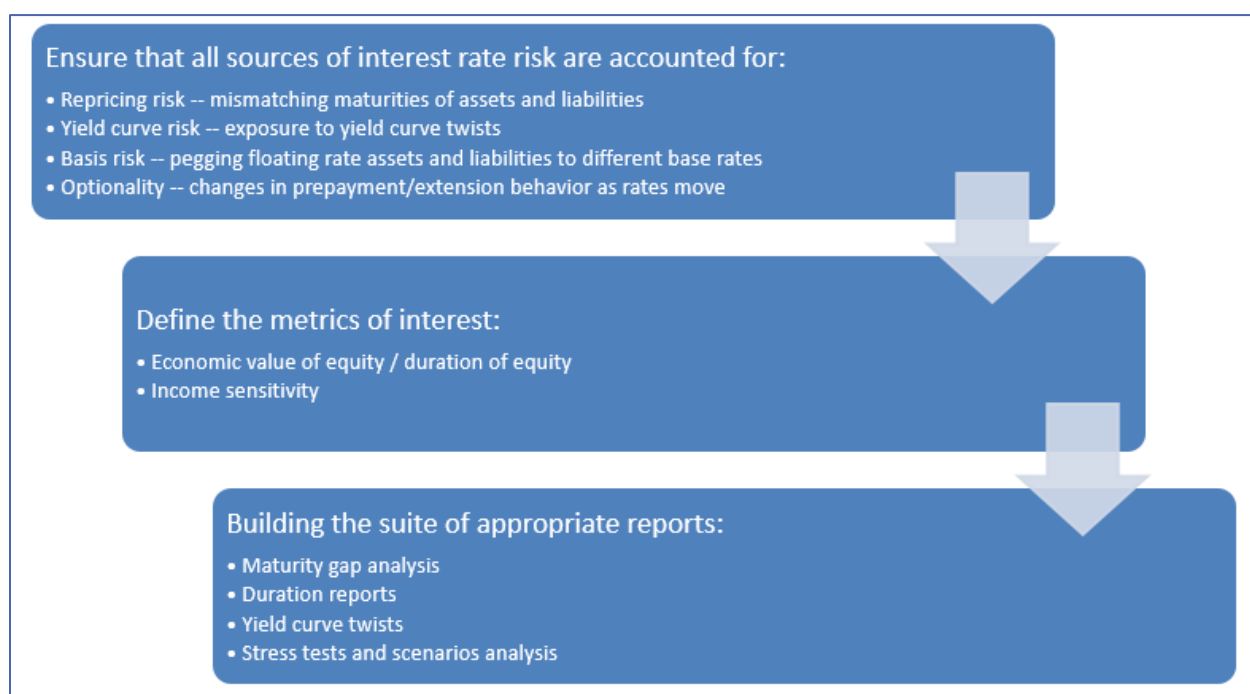 Ensure that all sources of interest rate risk are accounted for:
• Repricing risk -- mismatching maturities of assets and liabilities
• Yield curve risk -- exposure to yield curve twists
• Basis risk -- pegging floating rate assets and liabilities to different base rates
• Optionality -- changes in prepayment/extension behavior as rates move
Define the metrics of interest:
• Economic value of equity / duration of equity
• Income sensitivity
Building the suite of appropriate reports:
• Maturity gap analysis
• Duration reports
• Yield curve twists
• Stress tests and scenarios analysis